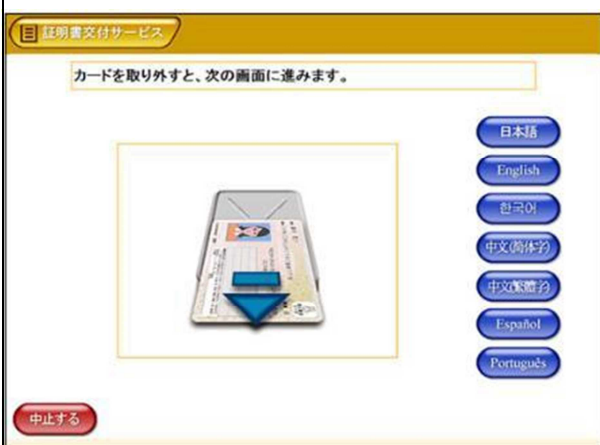 証明書交付サービス
カードを取り外すと、次の画面に進みます。
日本語
English
한국어
中文(简体字)
中文(繁體字)
Español
Português
中止する